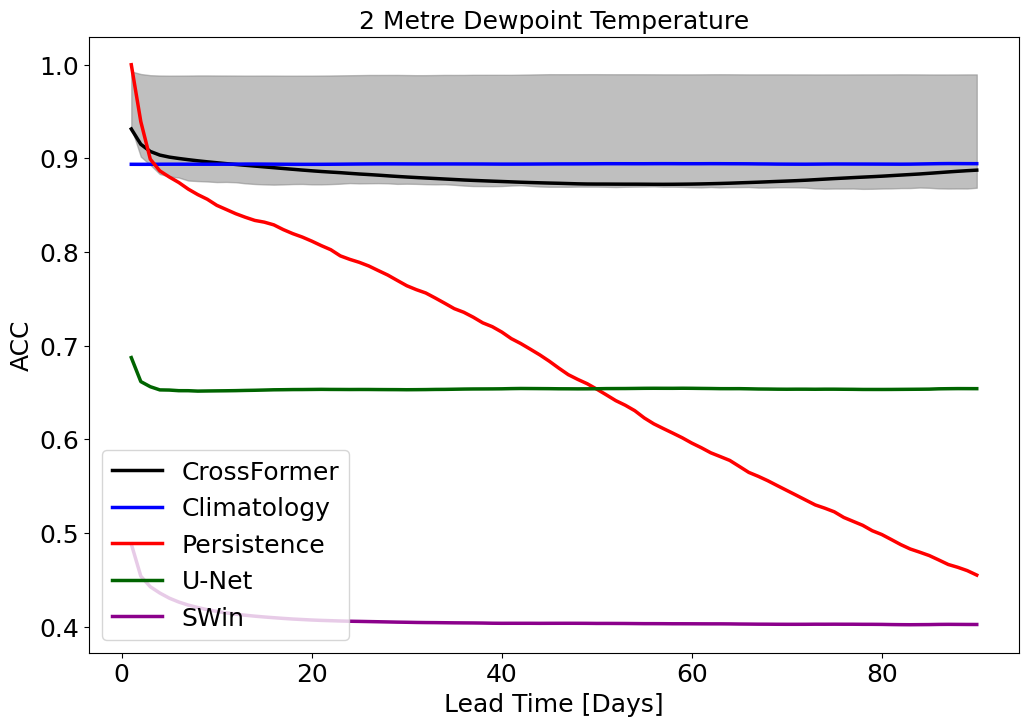 2 Metre Dewpoint Temperature
1.0
0.9
0.8
0.7
0.6
0.5
0.4
ACC
CrossFormer
Climatology
Persistence
U-Net
SWin
0 20 40 60 80
Lead Time [Days]